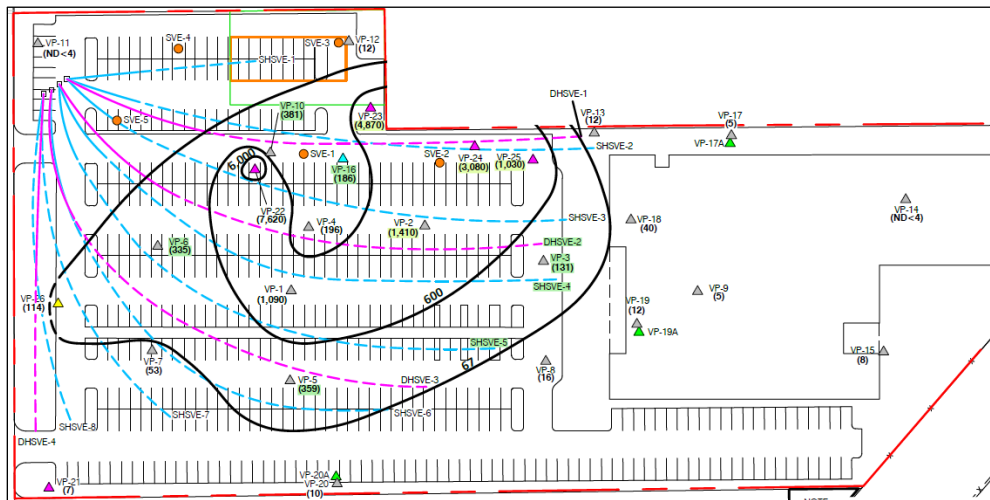 VP-11
(ND<4)
SVE-4
SVE-3
VP-12
(12)
SHSVE-1
VP-10
(381)
VP-23
(4,870)
DHSVE-1
VP-13
(12)
VP-17
(5)
VP-17A
SVE-5
SVE-1
SVE-2
VP-24
(3,080)
VP-25
(1,030)
SHSVE-2
6,000
VP-16
(186)
VP-22
(7,620)
VP-4
(196)
VP-2
(1,410)
SHSVE-3
VP-18
(40)
VP-14
(ND<4)
VP-6
(335)
DHSVE-2
VP-3
(131)
SHSVE-4
VP-1
(1,090)
600
VP-9
(5)
VP-26
(114)
VP-19
(12)
VP-19A
VP-7
(53)
SHSVE-5
67
VP-8
(16)
VP-15
(8)
VP-5
(359)
DHSVE-3
SHSVE-6
SHSVE-7
SHSVE-8
DHSVE-4
VP-21
(7)
VP-20A
VP-20
(10)